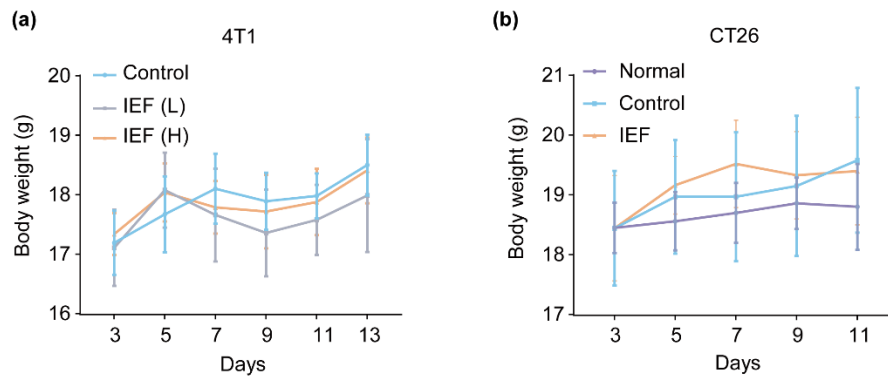 (a)
4T1
Control
IEF (L)
IEF (H)
Body weight (g)
20
19
18
17
16
3 5 7 9 11 13
Days
(b)
CT26
Normal
Control
IEF
Body weight (g)
21
20
19
18
17
3 5 7 9 11
Days